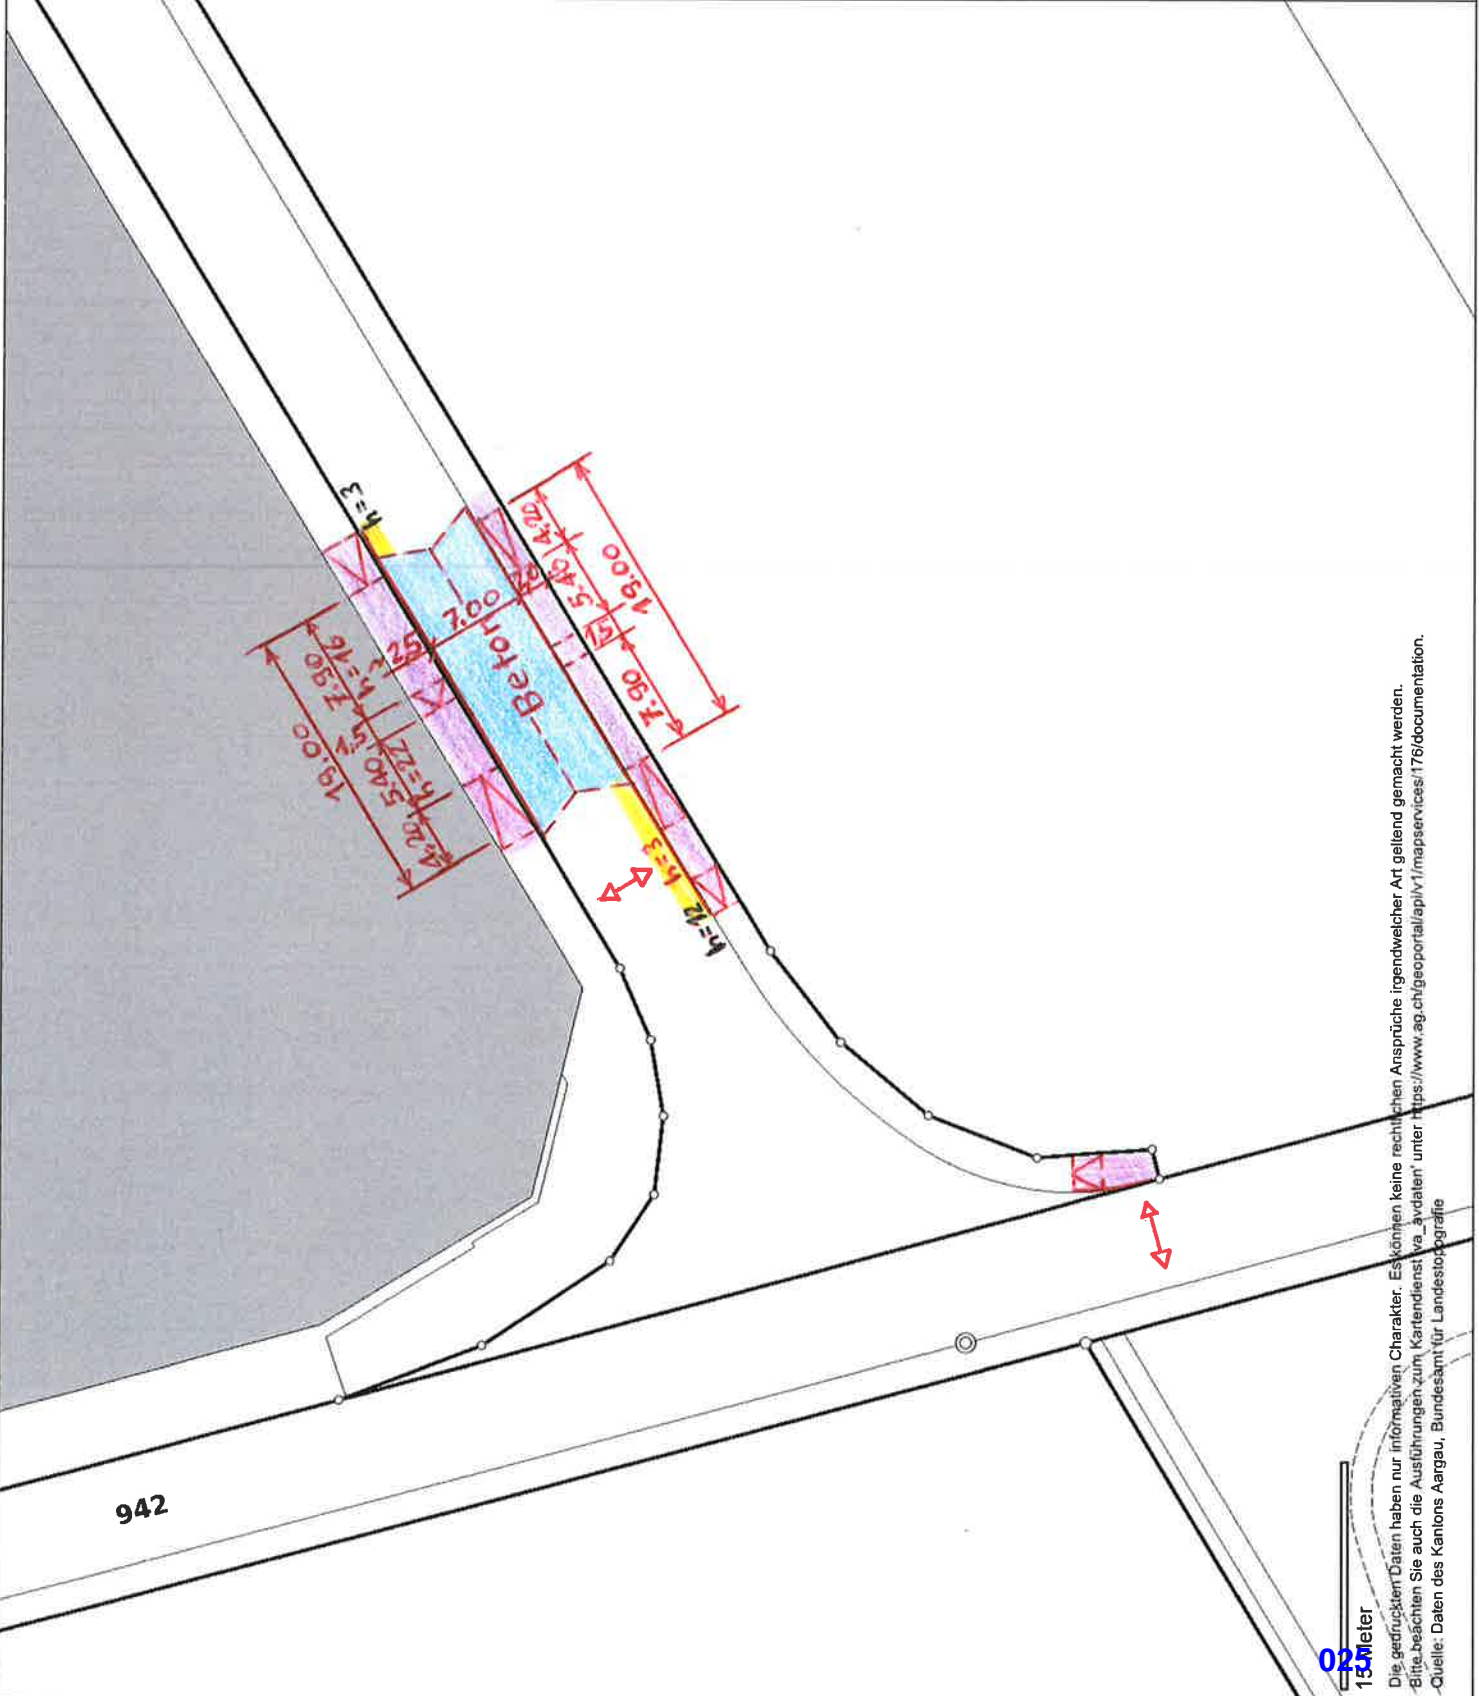 h=3
19.00
7.90
h=16
5.40
15
h=22
4.20
25
7.00
Beton
20
4.20
5.40
15
7.90
19.00
h=3
h=12
942
025
15 Meter
Die gedruckten Daten haben nur informativen Charakter. Es können keine rechtlichen Ansprüche irgendwelcher Art geltend gemacht werden.
Bitte beachten Sie auch die Ausführungen zum Kartendienst 'va_avdaten' unter https://www.ag.ch/geoportal/api/v1/mapservices/176/documentation.
Quelle: Daten des Kantons Aargau, Bundesamt für Landestopografie